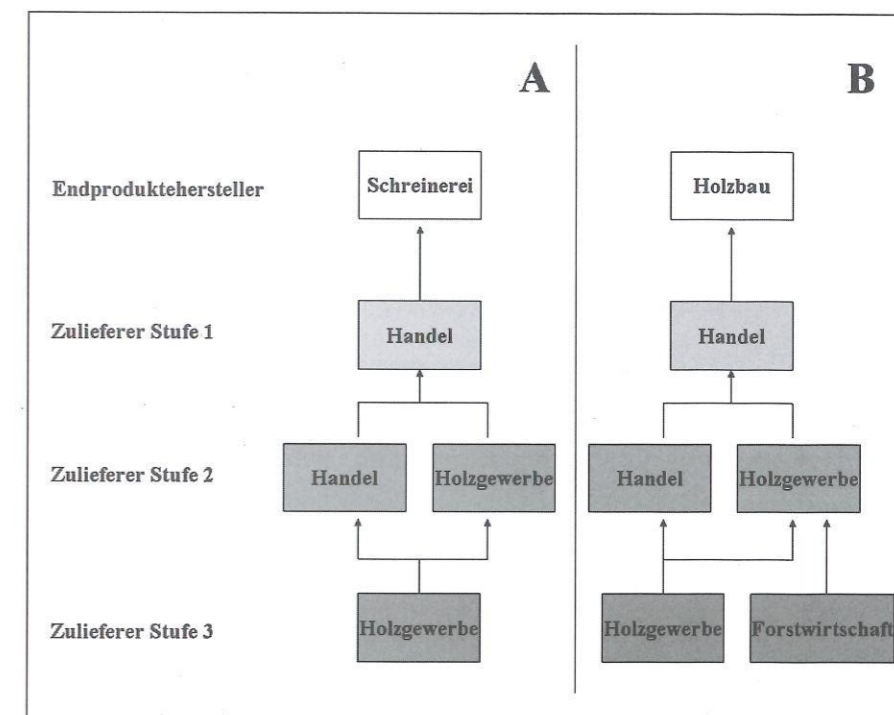 A
B
Endproduktehersteller
Schreinerei
Holzbau
Zulieferer Stufe 1
Handel
Handel
Zulieferer Stufe 2
Handel
Holzgewerbe
Handel
Holzgewerbe
Zulieferer Stufe 3
Holzgewerbe
Holzgewerbe
Forstwirtschaft